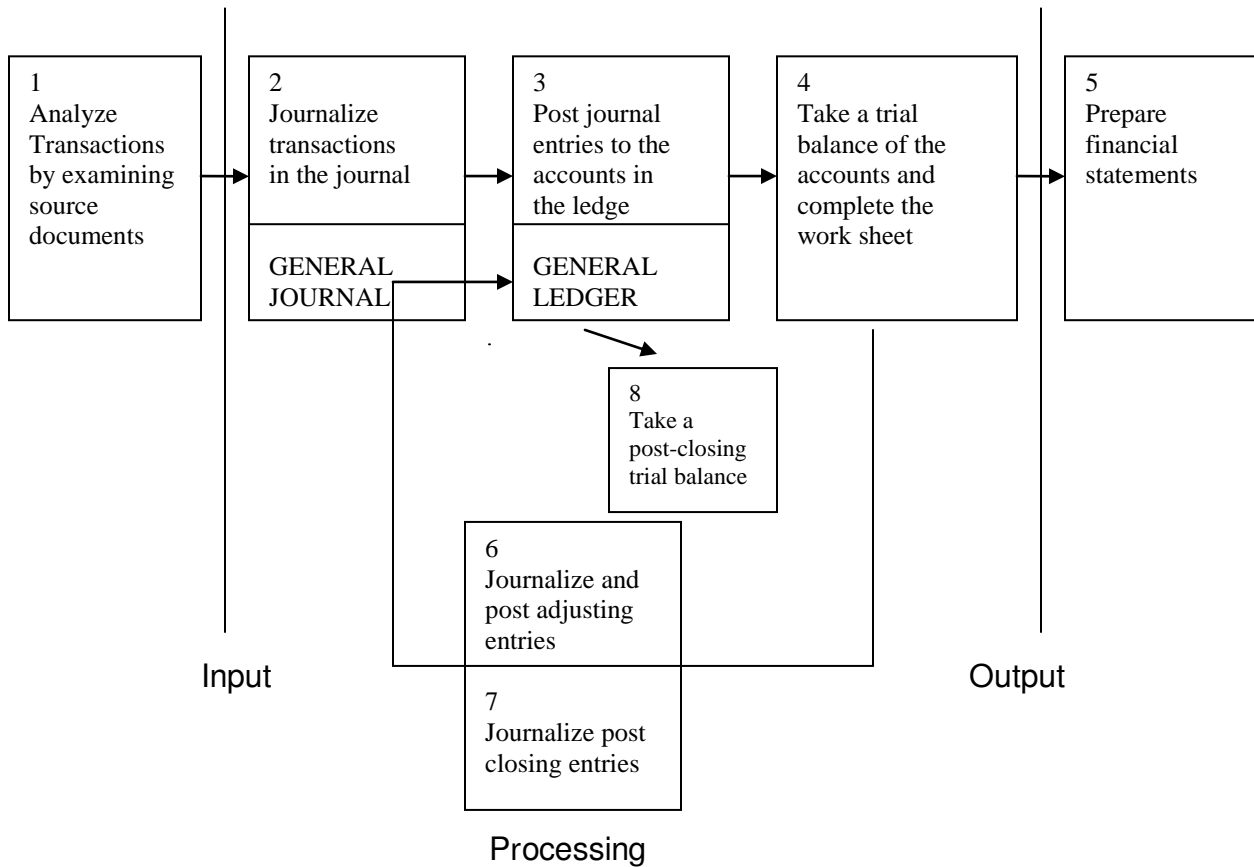 1
Analyze
Transactions
by examining
source
documents
2
Journalize
transactions
in the journal
GENERAL
JOURNAL
3
Post journal
entries to the
accounts in
the ledge
GENERAL
LEDGER
4
Take a trial
balance of the
accounts and
complete the
work sheet
5
Prepare
financial
statements
8
Take a
post-closing
trial balance
6
Journalize and
post adjusting
entries
7
Journalize post
closing entries
Input
Output
Processing